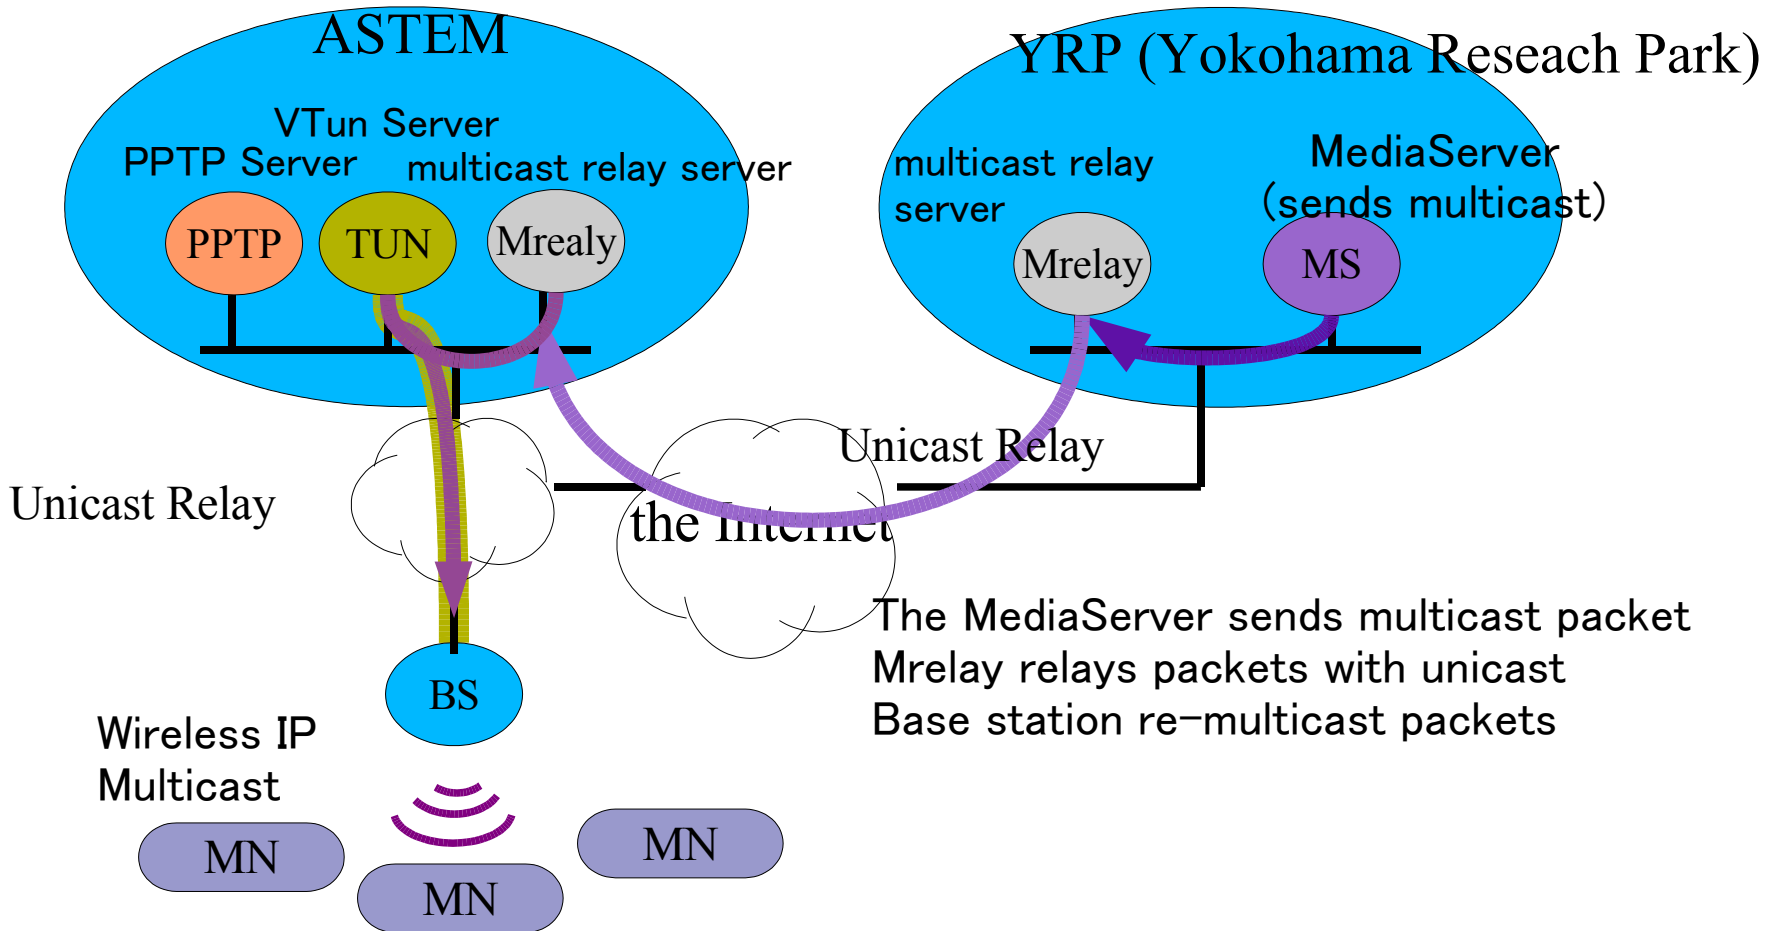 ASTEM
YRP (Yokohama Reseach Park)
VTun Server
PPTP Server
multicast relay server
multicast relay
server
MediaServer
(sends multicast)
PPTP
TUN
Mrealy
Mrelay
MS
Unicast Relay
Unicast Relay
the Internet
The MediaServer sends multicast packet
Mrelay relays packets with unicast
Base station re-multicast packets
BS
Wireless IP
Multicast
MN
MN
MN